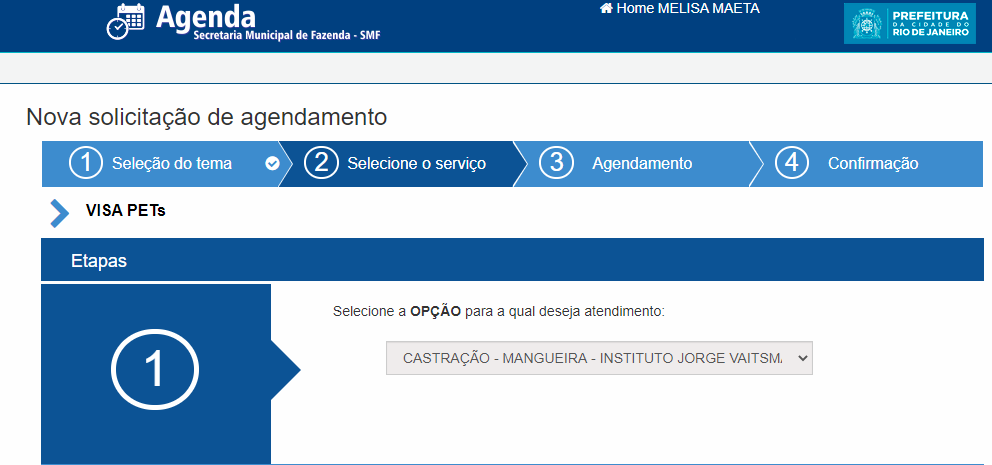 Agenda
Secretaria Municipal de Fazenda - SMF
Home MELISA MAETA
PREFEITURA
DA CIDADE DO
RIO DE JANEIRO
Nova solicitação de agendamento
1 Seleção do tema 2 Selecione o serviço 3 Agendamento 4 Confirmação
VISA PETs
Etapas
Selecione a OPÇÃO para a qual deseja atendimento:
1
CASTRAÇÃO - MANGUEIRA - INSTITUTO JORGE VAITSM